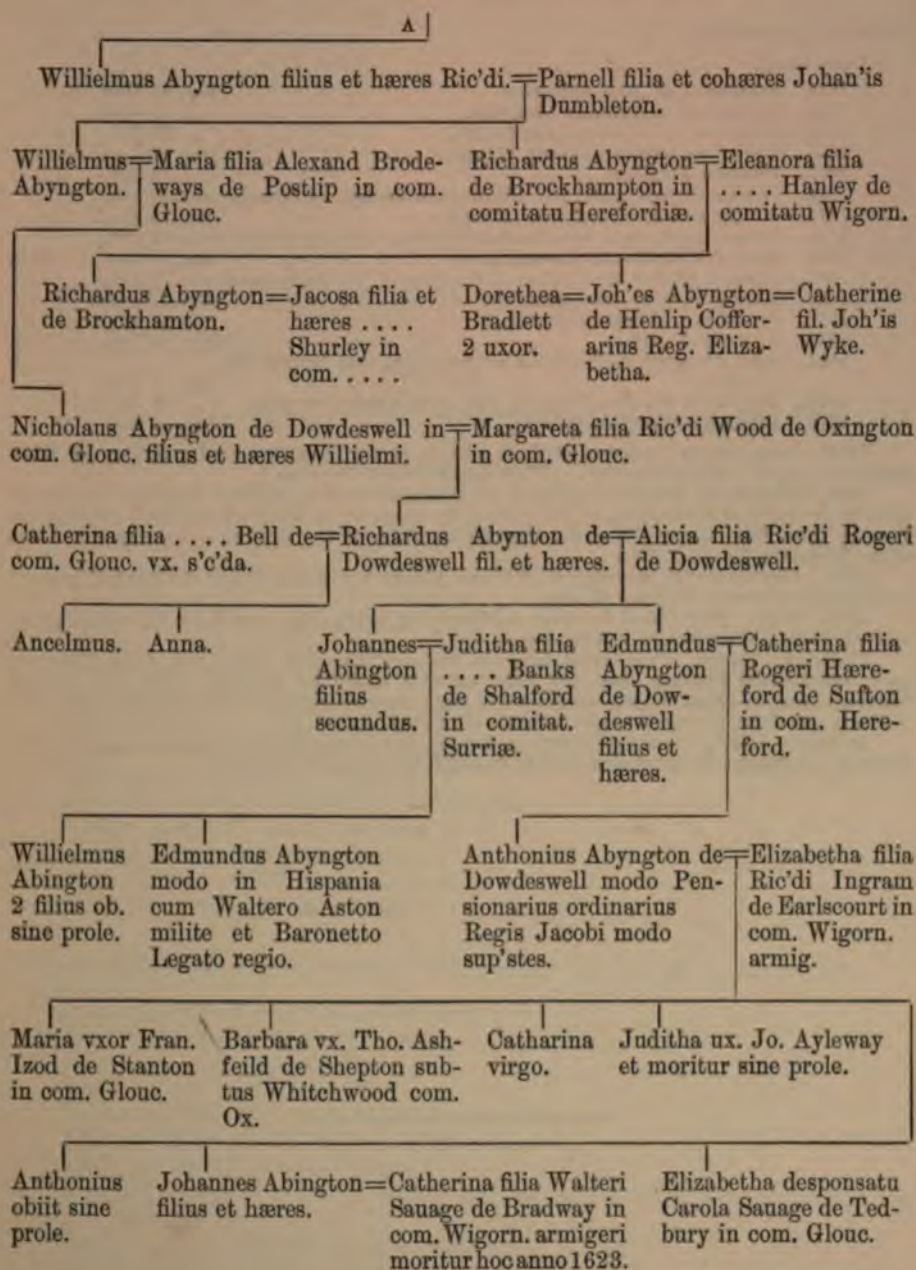 A
Willielmus Abyngton filius et hæres Ric'di.
Parnell filia et cohæres Johan'is
Dumbleton.
Willielmus
Abyngton.
Maria filia Alexand Brode-
ways de Postlip in com.
Glouc.
Richardus Abyngton
de Brockhampton in
comitatu Herefordiæ.
Eleanora filia
. . . . Hanley de
comitatu Wigorn.
Richardus Abyngton
de Brockhamton.
Jacosa filia et
hæres . . . .
Shurley in
com. . . . .
Dorethea
Bradlett
2 uxor.
Joh'es Abyngton
de Henlip Coffer-
arius Reg. Eliza-
betha.
Catherine
fil. Joh'is
Wyke.
Nicholaus Abyngton de Dowdeswell in
com. Glouc. filius et hæres Willielmi.
Margareta filia Ric'di Wood de Oxington
in com. Glouc.
Catherina filia . . . . Bell de
com. Glouc. vx. s'c'da.
Richardus Abynton de
Dowdeswell fil. et hæres.
Alicia filia Ric'di Rogeri
de Dowdeswell.
Ancelmus.
Anna.
Johannes
Abington
filius
secundus.
Juditha filia
. . . . Banks
de Shalford
in comitat.
Surriæ.
Edmundus
Abyngton
de Dow-
deswell
filius et
hæres.
Catherina filia
Rogeri Hære-
ford de Sufton
in com. Here-
ford.
Willielmus
Abington
2 filius ob.
sine prole.
Edmundus Abyngton
modo in Hispania
cum Waltero Aston
milite et Baronetto
Legato regio.
Anthonius Abyngton de
Dowdeswell modo Pen-
sionarius ordinarius
Regis Jacobi modo
sup'stes.
Elizabetha filia
Ric'di Ingram
de Earlscourt in
com. Wigorn.
armig.
Maria vxor Fran.
Izod de Stanton
in com. Glouc.
Barbara vx. Tho. Ash-
feild de Shepton sub-
tus Whitchwood com.
Ox.
Catharina
virgo.
Juditha ux. Jo. Ayleway
et moritur sine prole.
Anthonius
obiit sine
prole.
Johannes Abington
filius et hæres.
Catherina filia Walteri
Sauage de Bradway in
com. Wigorn. armigeri
moritur hoc anno 1623.
Elizabetha desponsatu
Carola Sauage de Ted-
bury in com. Glouc.